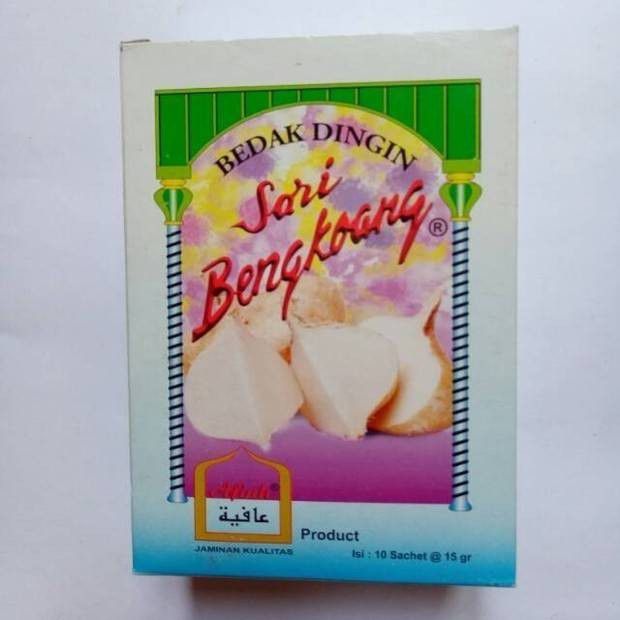 BEDAK DINGIN
Sari
Bengkoang ®
Afiah ®
عافية
JAMINAN KUALITAS
Product
Isi : 10 Sachet @ 15 gr